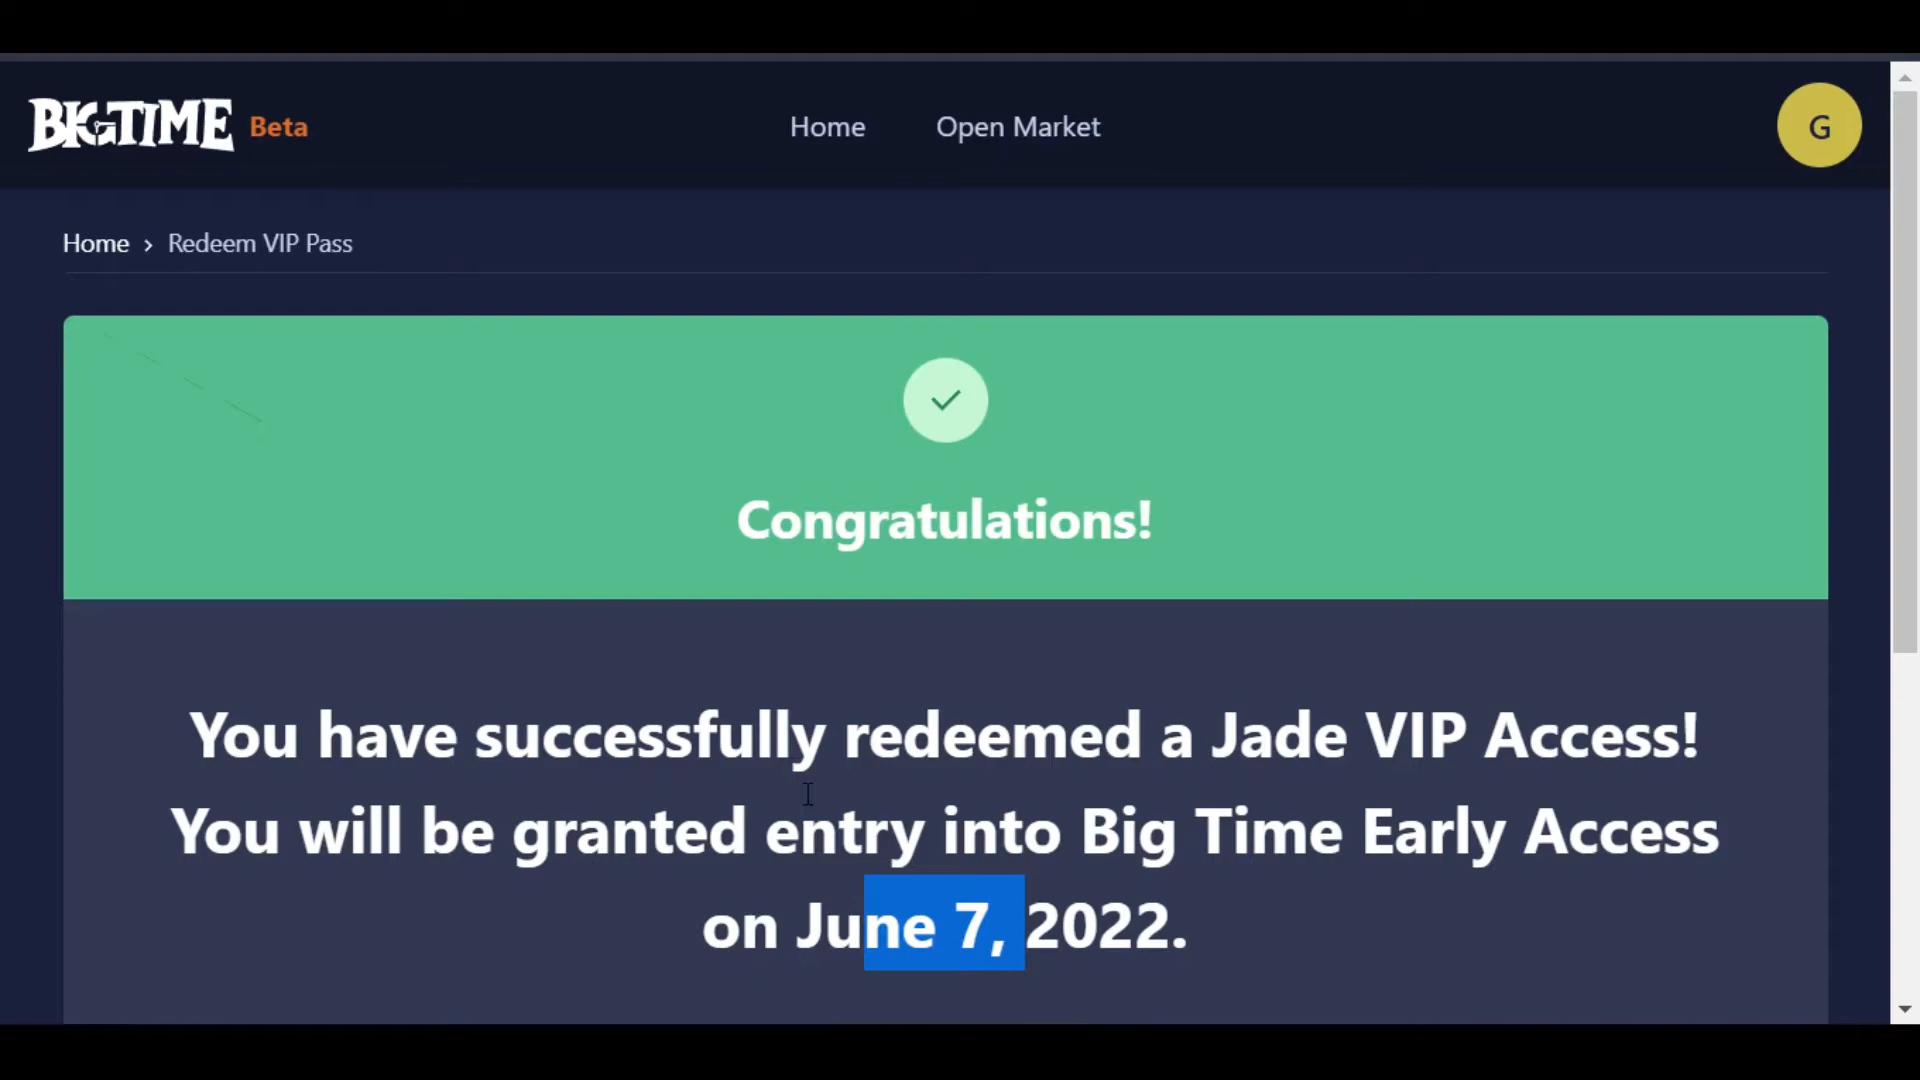 BIGTIME Beta
Home
Open Market
G
Home › Redeem VIP Pass
Congratulations!
You have successfully redeemed a Jade VIP Access!
You will be granted entry into Big Time Early Access
on June 7, 2022.